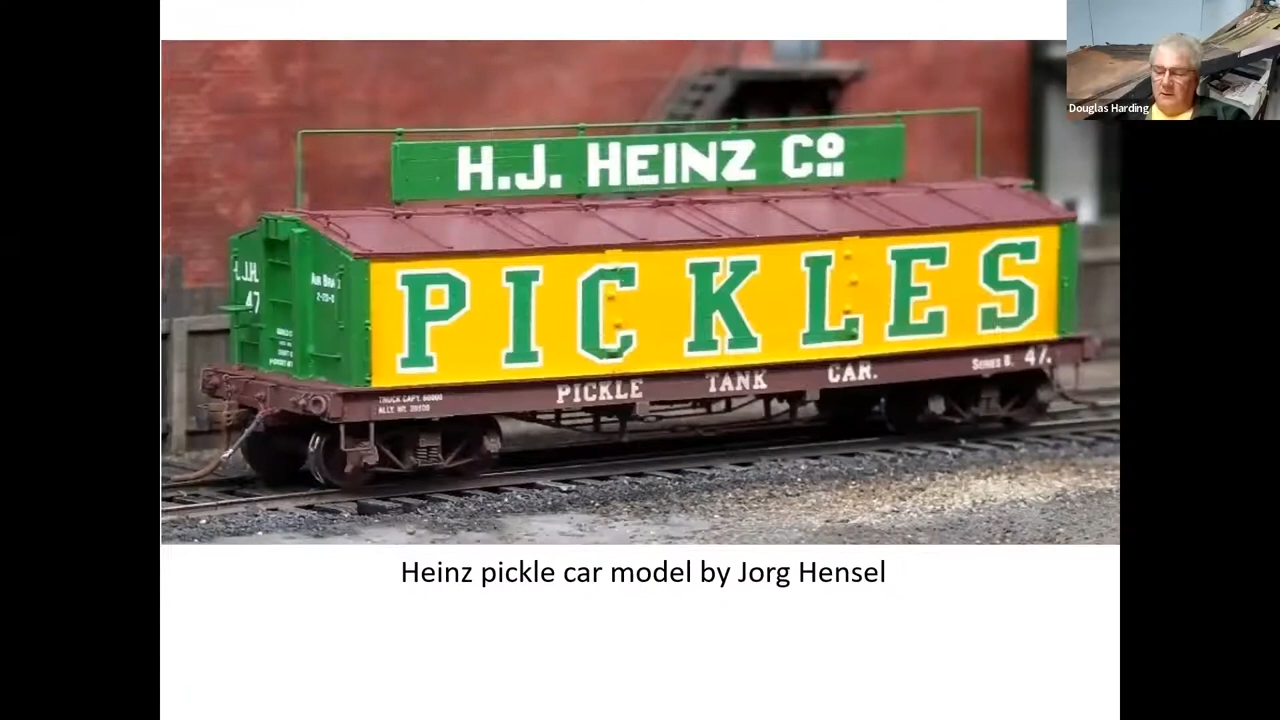 Douglas Harding
H.J. HEINZ Co.
PICKLES
AIR BRA
47
PICKLE TANK CAR.
SERIES B. 47.
TRUCK CAPY. 60000
Heinz pickle car model by Jorg Hensel